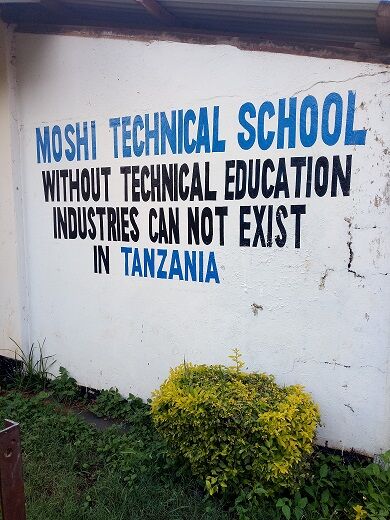 MOSHI TECHNICAL SCHOOL
WITHOUT TECHNICAL EDUCATION
INDUSTRIES CAN NOT EXIST
IN TANZANIA